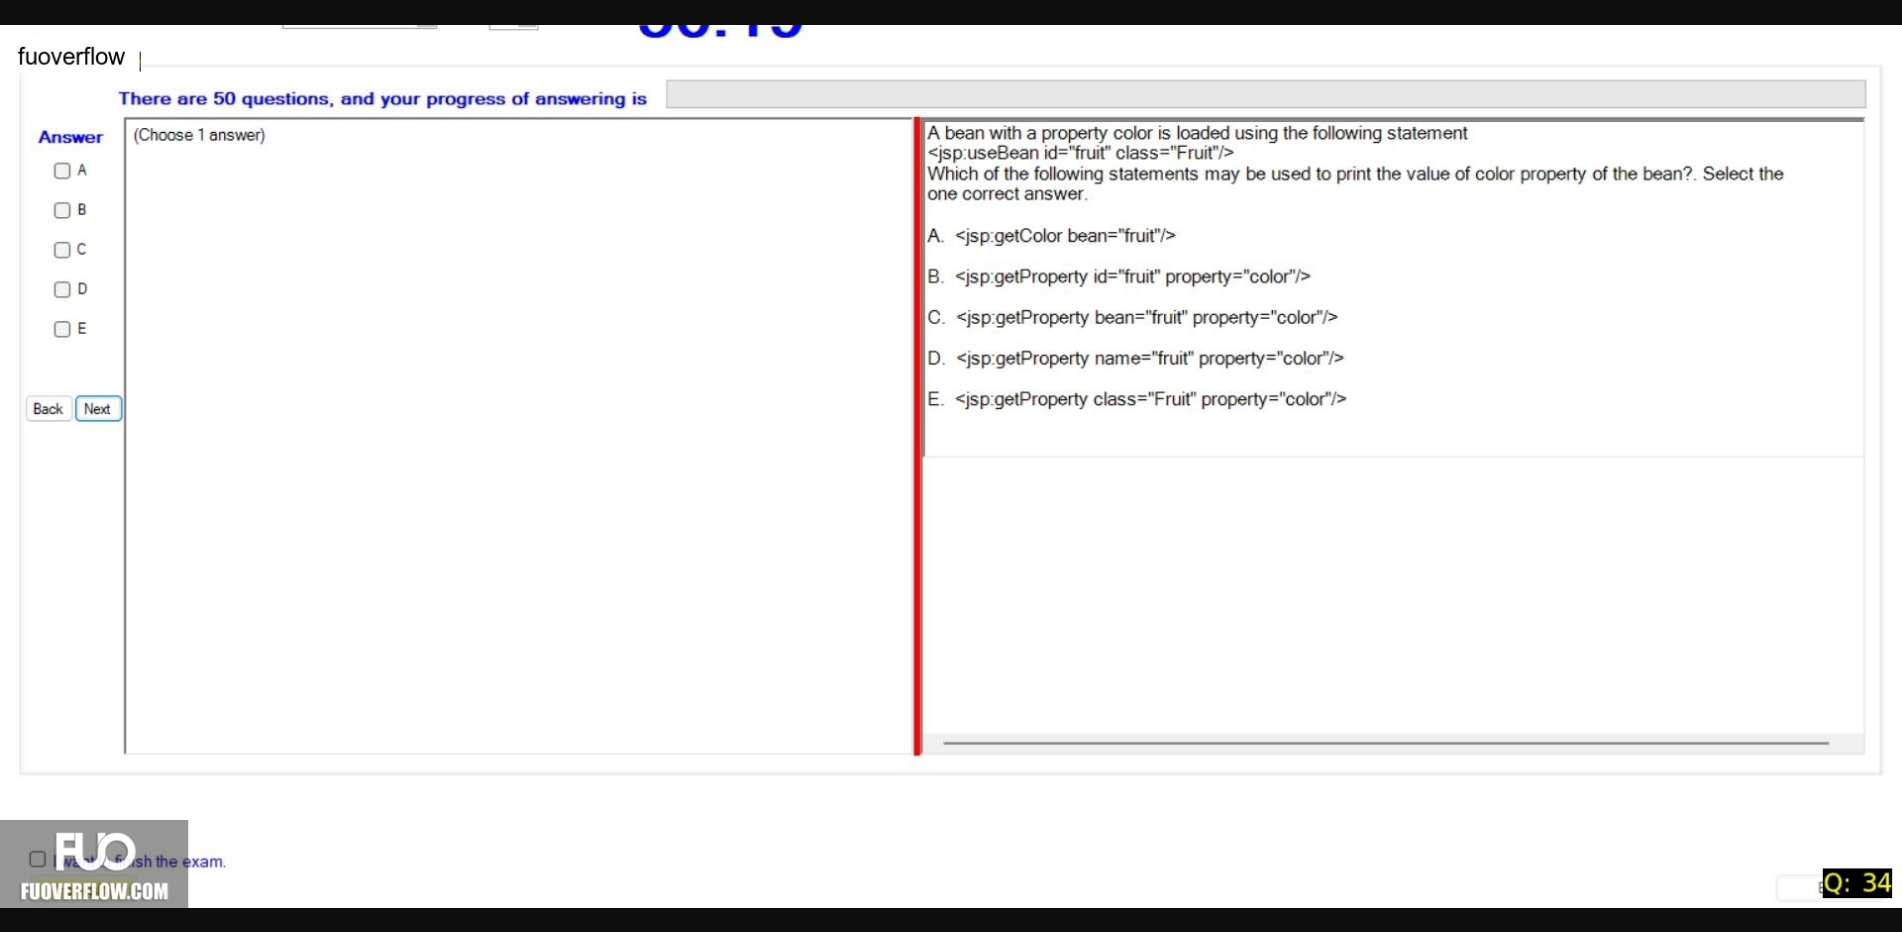 fuoverflow
There are 50 questions, and your progress of answering is
Answer
(Choose 1 answer)
A
B
C
D
E
Back Next
A bean with a property color is loaded using the following statement
<jsp:useBean id="fruit" class="Fruit"/>
Which of the following statements may be used to print the value of color property of the bean?. Select the
one correct answer.
A. <jsp:getColor bean="fruit"/>
B. <jsp:getProperty id="fruit" property="color"/>
C. <jsp:getProperty bean="fruit" property="color"/>
D. <jsp:getProperty name="fruit" property="color"/>
E. <jsp:getProperty class="Fruit" property="color"/>
FUO
the exam.
FUOVERFLOW.COM
Q: 34